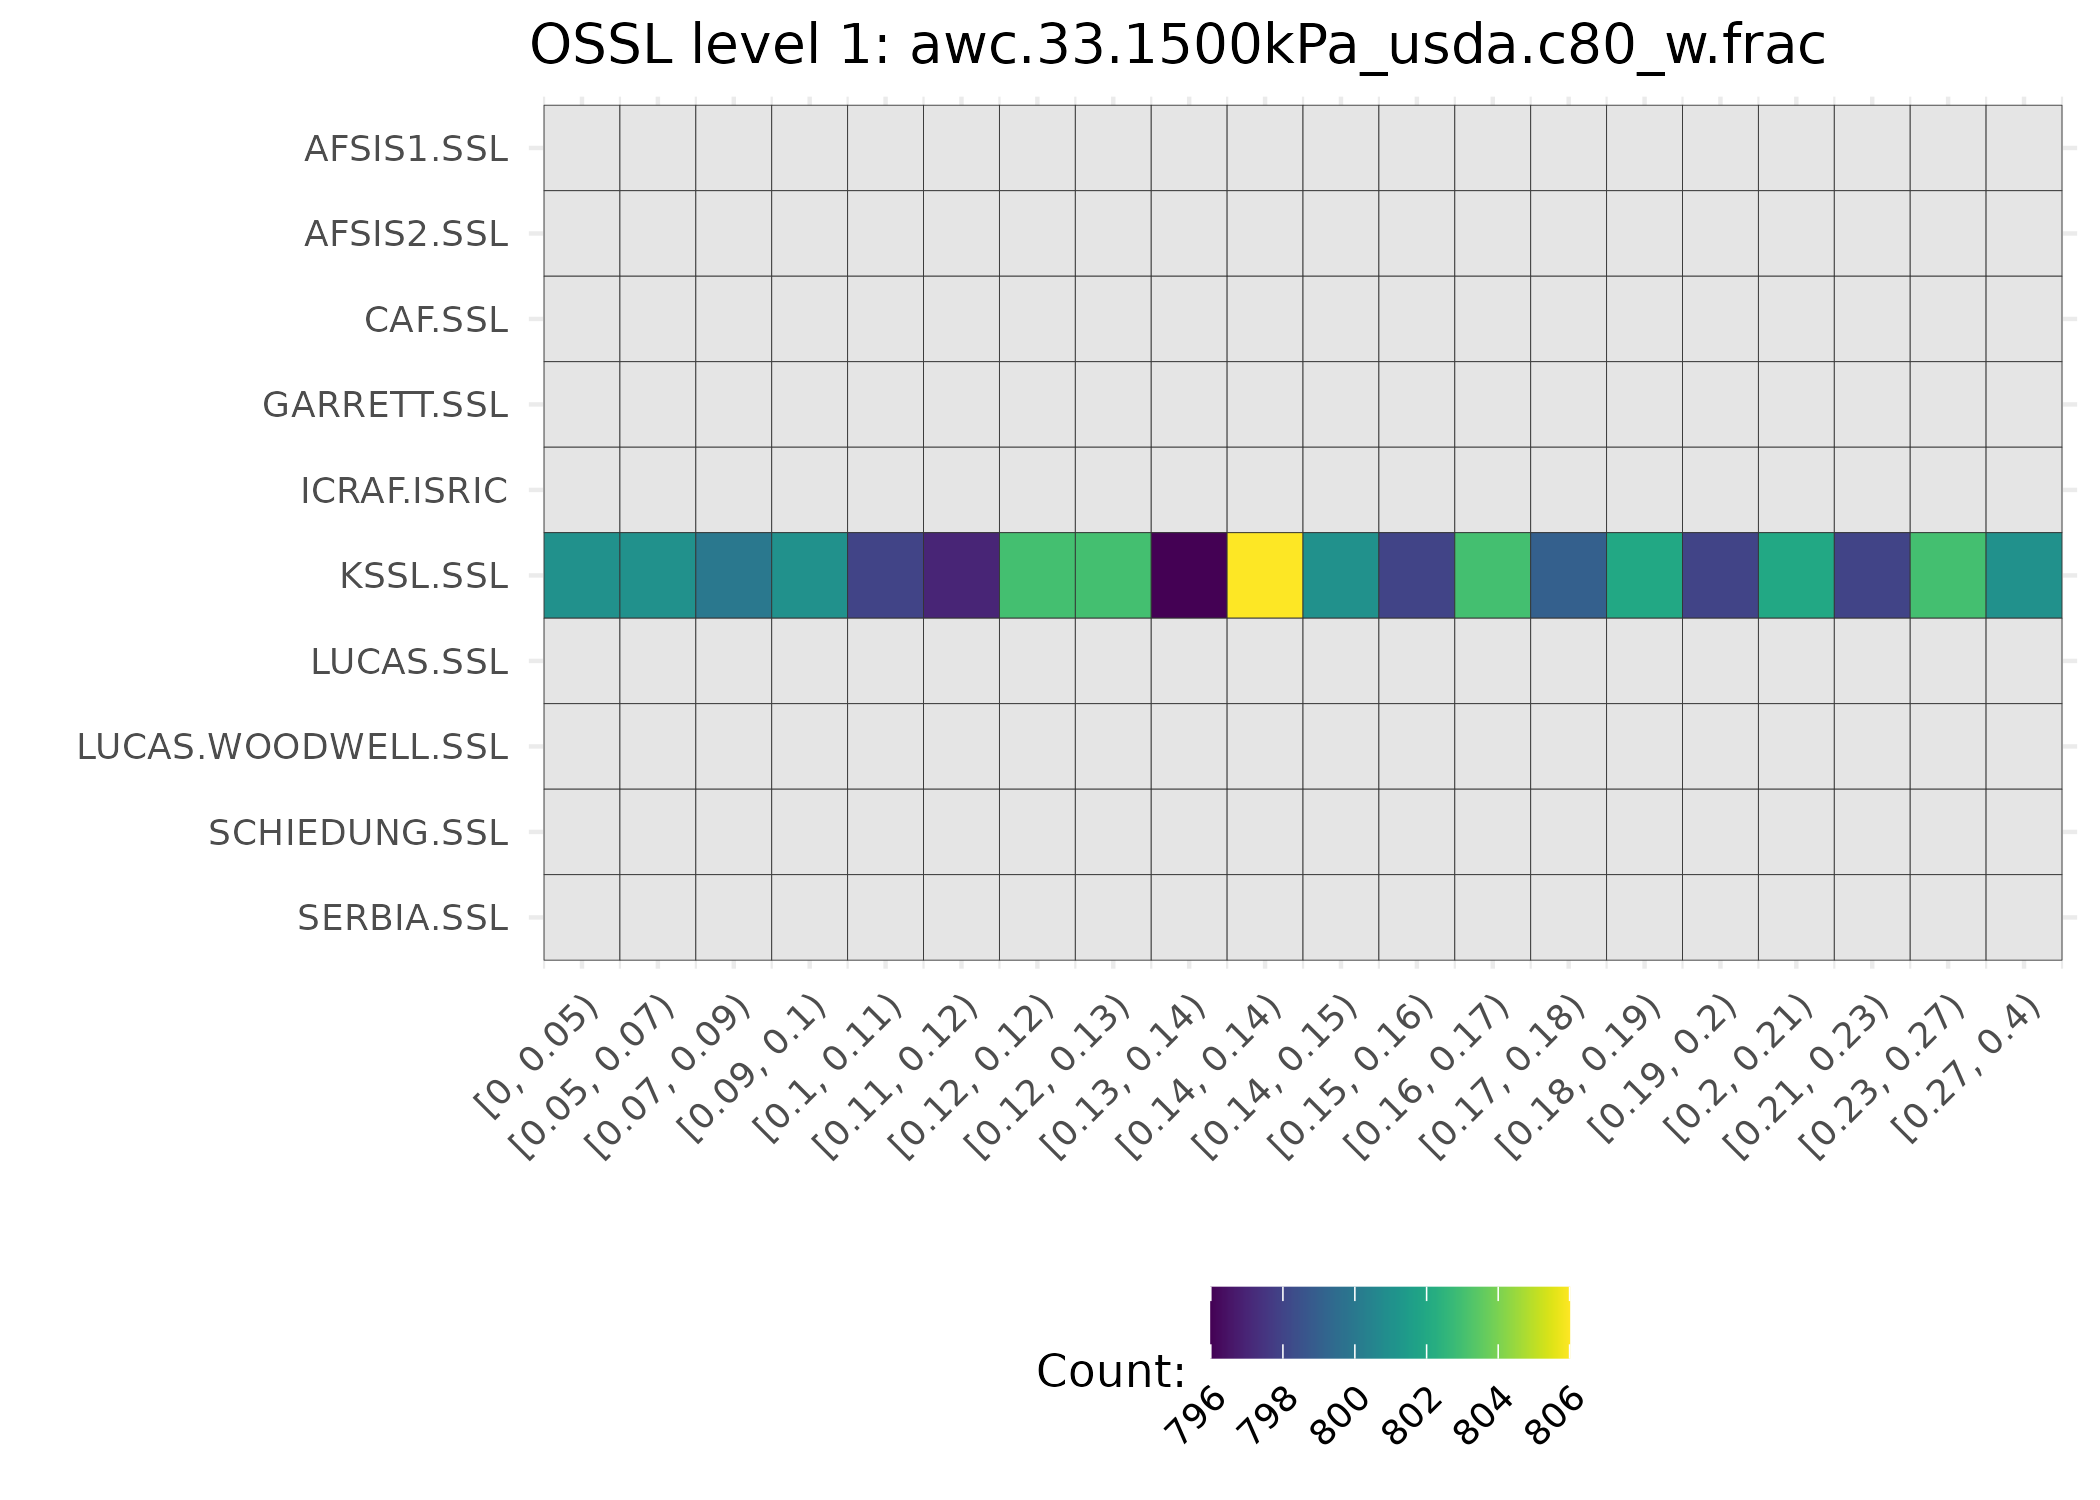 OSSL level 1: awc.33.1500kPa_usda.c80_w.frac
AFSIS1.SSL
AFSIS2.SSL
CAF.SSL
GARRETT.SSL
ICRAF.ISRIC
KSSL.SSL
LUCAS.SSL
LUCAS.WOODWELL.SSL
SCHIEDUNG.SSL
SERBIA.SSL
[0, 0.05)
[0.05, 0.07)
[0.07, 0.09)
[0.09, 0.1)
[0.1, 0.11)
[0.11, 0.12)
[0.12, 0.12)
[0.12, 0.13)
[0.13, 0.14)
[0.14, 0.14)
[0.14, 0.15)
[0.15, 0.16)
[0.16, 0.17)
[0.17, 0.18)
[0.18, 0.19)
[0.19, 0.2)
[0.2, 0.21)
[0.21, 0.23)
[0.23, 0.27)
[0.27, 0.4)
Count:
796
798
800
802
804
806